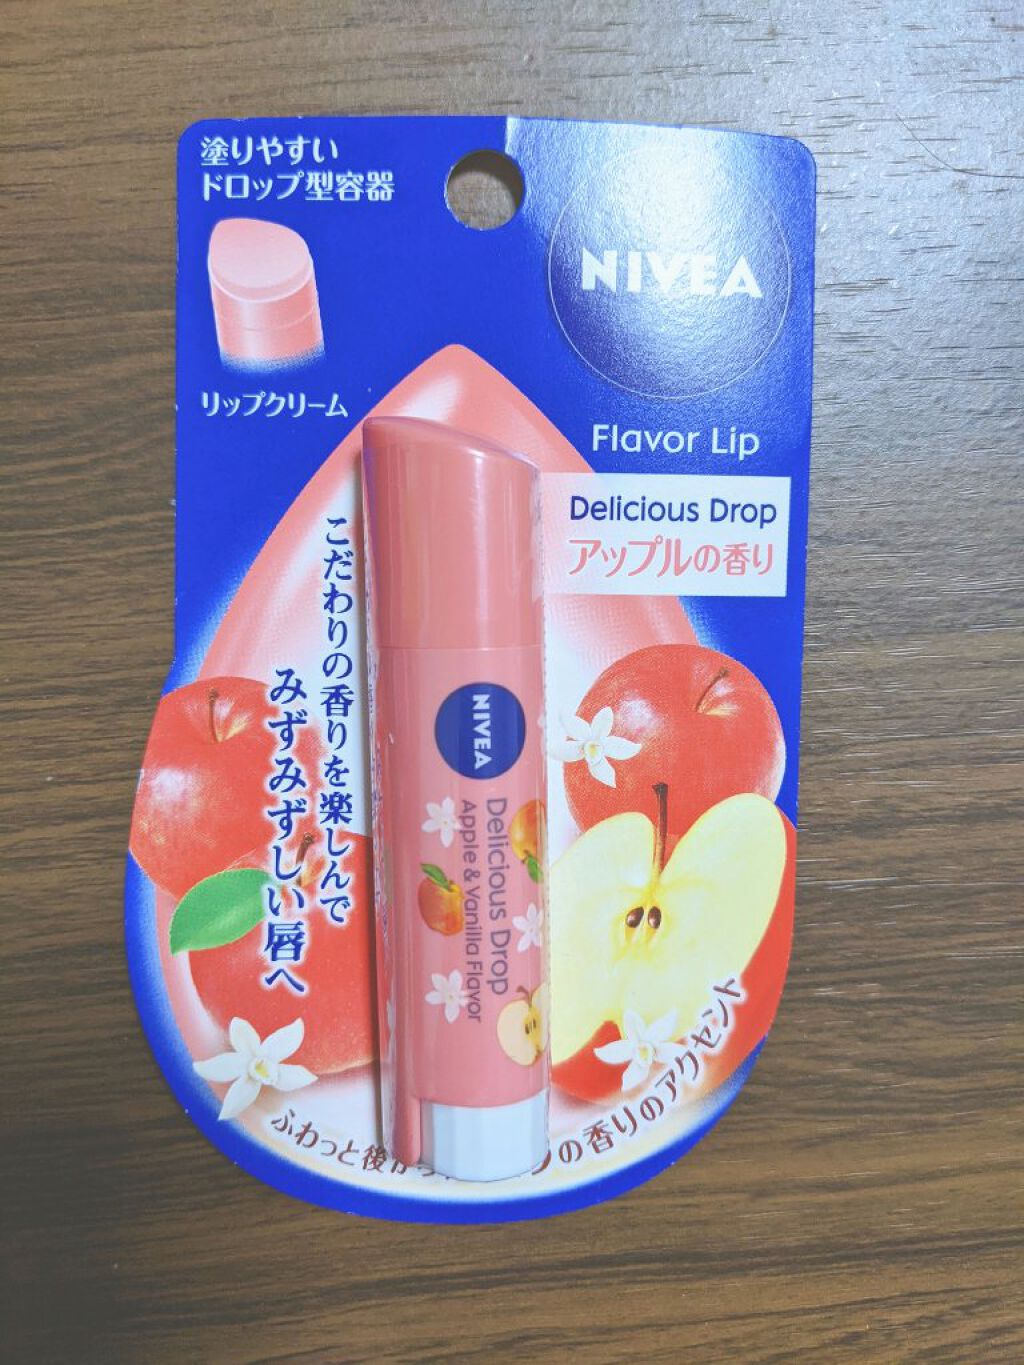 塗りやすい
ドロップ型容器
リップクリーム
NIVEA
Flavor Lip
Delicious Drop
アップルの香り
こだわりの香りを楽しんで
みずみずしい唇へ
NIVEA
Delicious Drop
Apple & Vanilla Flavor
ふわっと後か
の香りのアクセント